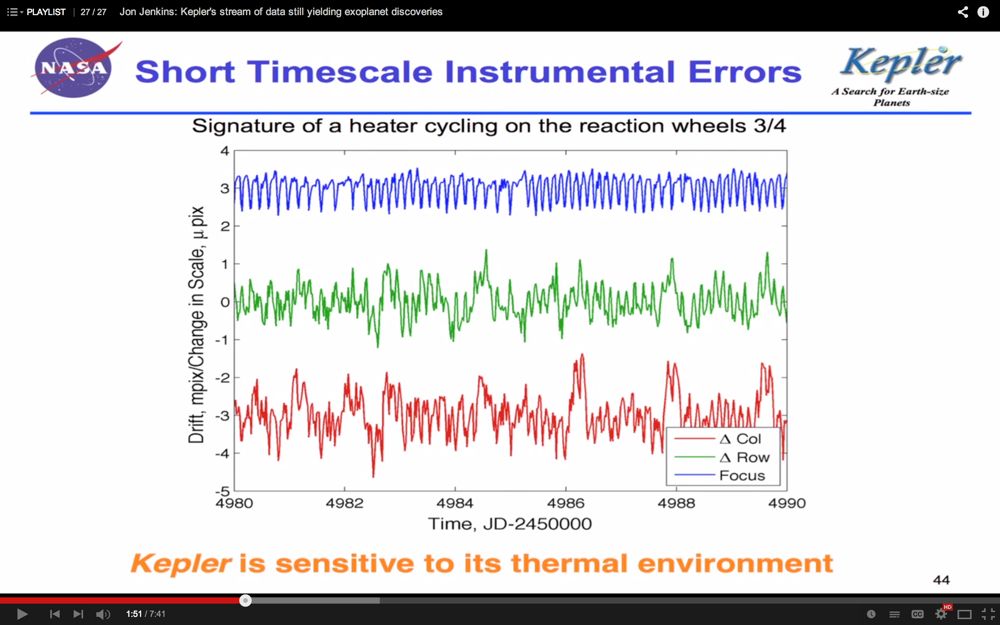 PLAYLIST | 27 / 27 Jon Jenkins: Kepler's stream of data still yielding exoplanet discoveries
NASA
Short Timescale Instrumental Errors
Kepler
A Search for Earth-size
Planets
Signature of a heater cycling on the reaction wheels 3/4
Drift, mpix/Change in Scale, μpix
4
3
2
1
0
-1
-2
-3
-4
-5
Δ Col
Δ Row
Focus
4980 4982 4984 4986 4988 4990
Time, JD-2450000
Kepler is sensitive to its thermal environment
44
1:51 / 7:41
CC
HD